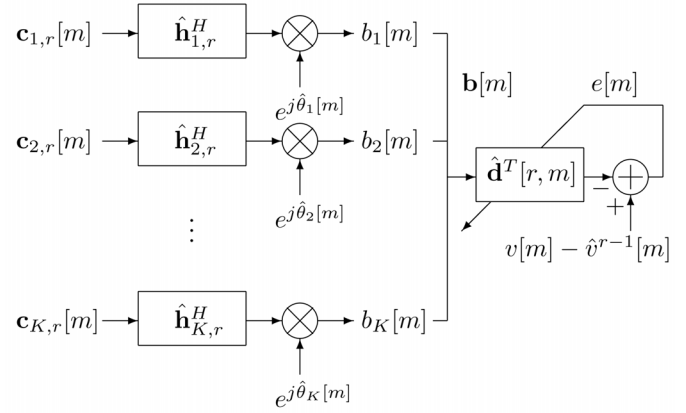 c_{1,r}[m] ĥ^H_{1,r} b_1[m]
e^{jθ̂_1[m]}
b[m] e[m]
c_{2,r}[m] ĥ^H_{2,r} b_2[m]
e^{jθ̂_2[m]}
d̂^T[r, m] − +
+
v[m] − v̂^{r−1}[m]
⋮
c_{K,r}[m] ĥ^H_{K,r} b_K[m]
e^{jθ̂_K[m]}